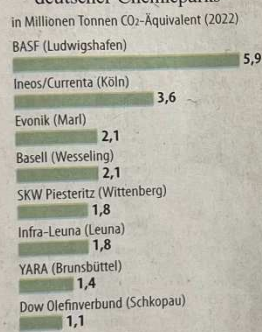 deutscher Chemieparks
in Millionen Tonnen CO₂-Äquivalent (2022)
BASF (Ludwigshafen)
5,9
Ineos/Currenta (Köln)
3,6
Evonik (Marl)
2,1
Basell (Wesseling)
2,1
SKW Piesteritz (Wittenberg)
1,8
Infra-Leuna (Leuna)
1,8
YARA (Brunsbüttel)
1,4
Dow Olefinverbund (Schkopau)
1,1